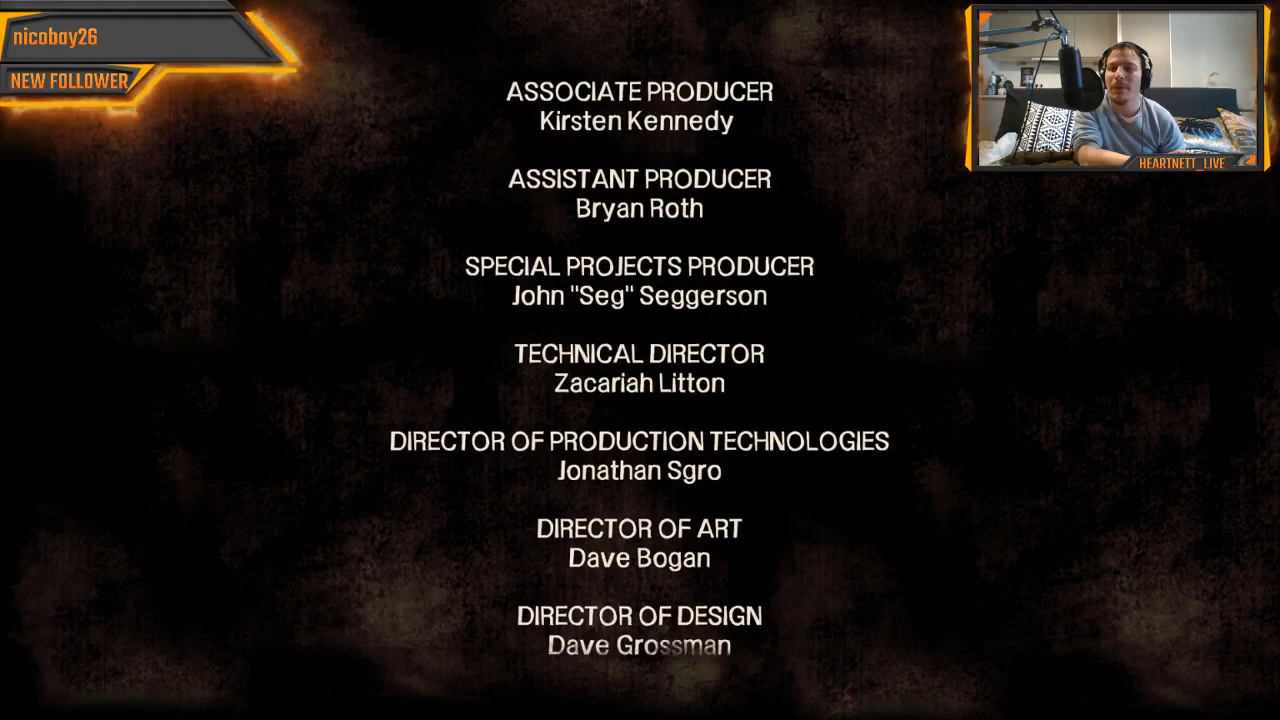 nicobay26
NEW FOLLOWER
ASSOCIATE PRODUCER
Kirsten Kennedy
ASSISTANT PRODUCER
Bryan Roth
SPECIAL PROJECTS PRODUCER
John "Seg" Seggerson
TECHNICAL DIRECTOR
Zacariah Litton
DIRECTOR OF PRODUCTION TECHNOLOGIES
Jonathan Sgro
DIRECTOR OF ART
Dave Bogan
DIRECTOR OF DESIGN
Dave Grossman
HEARTNETT_LIVE